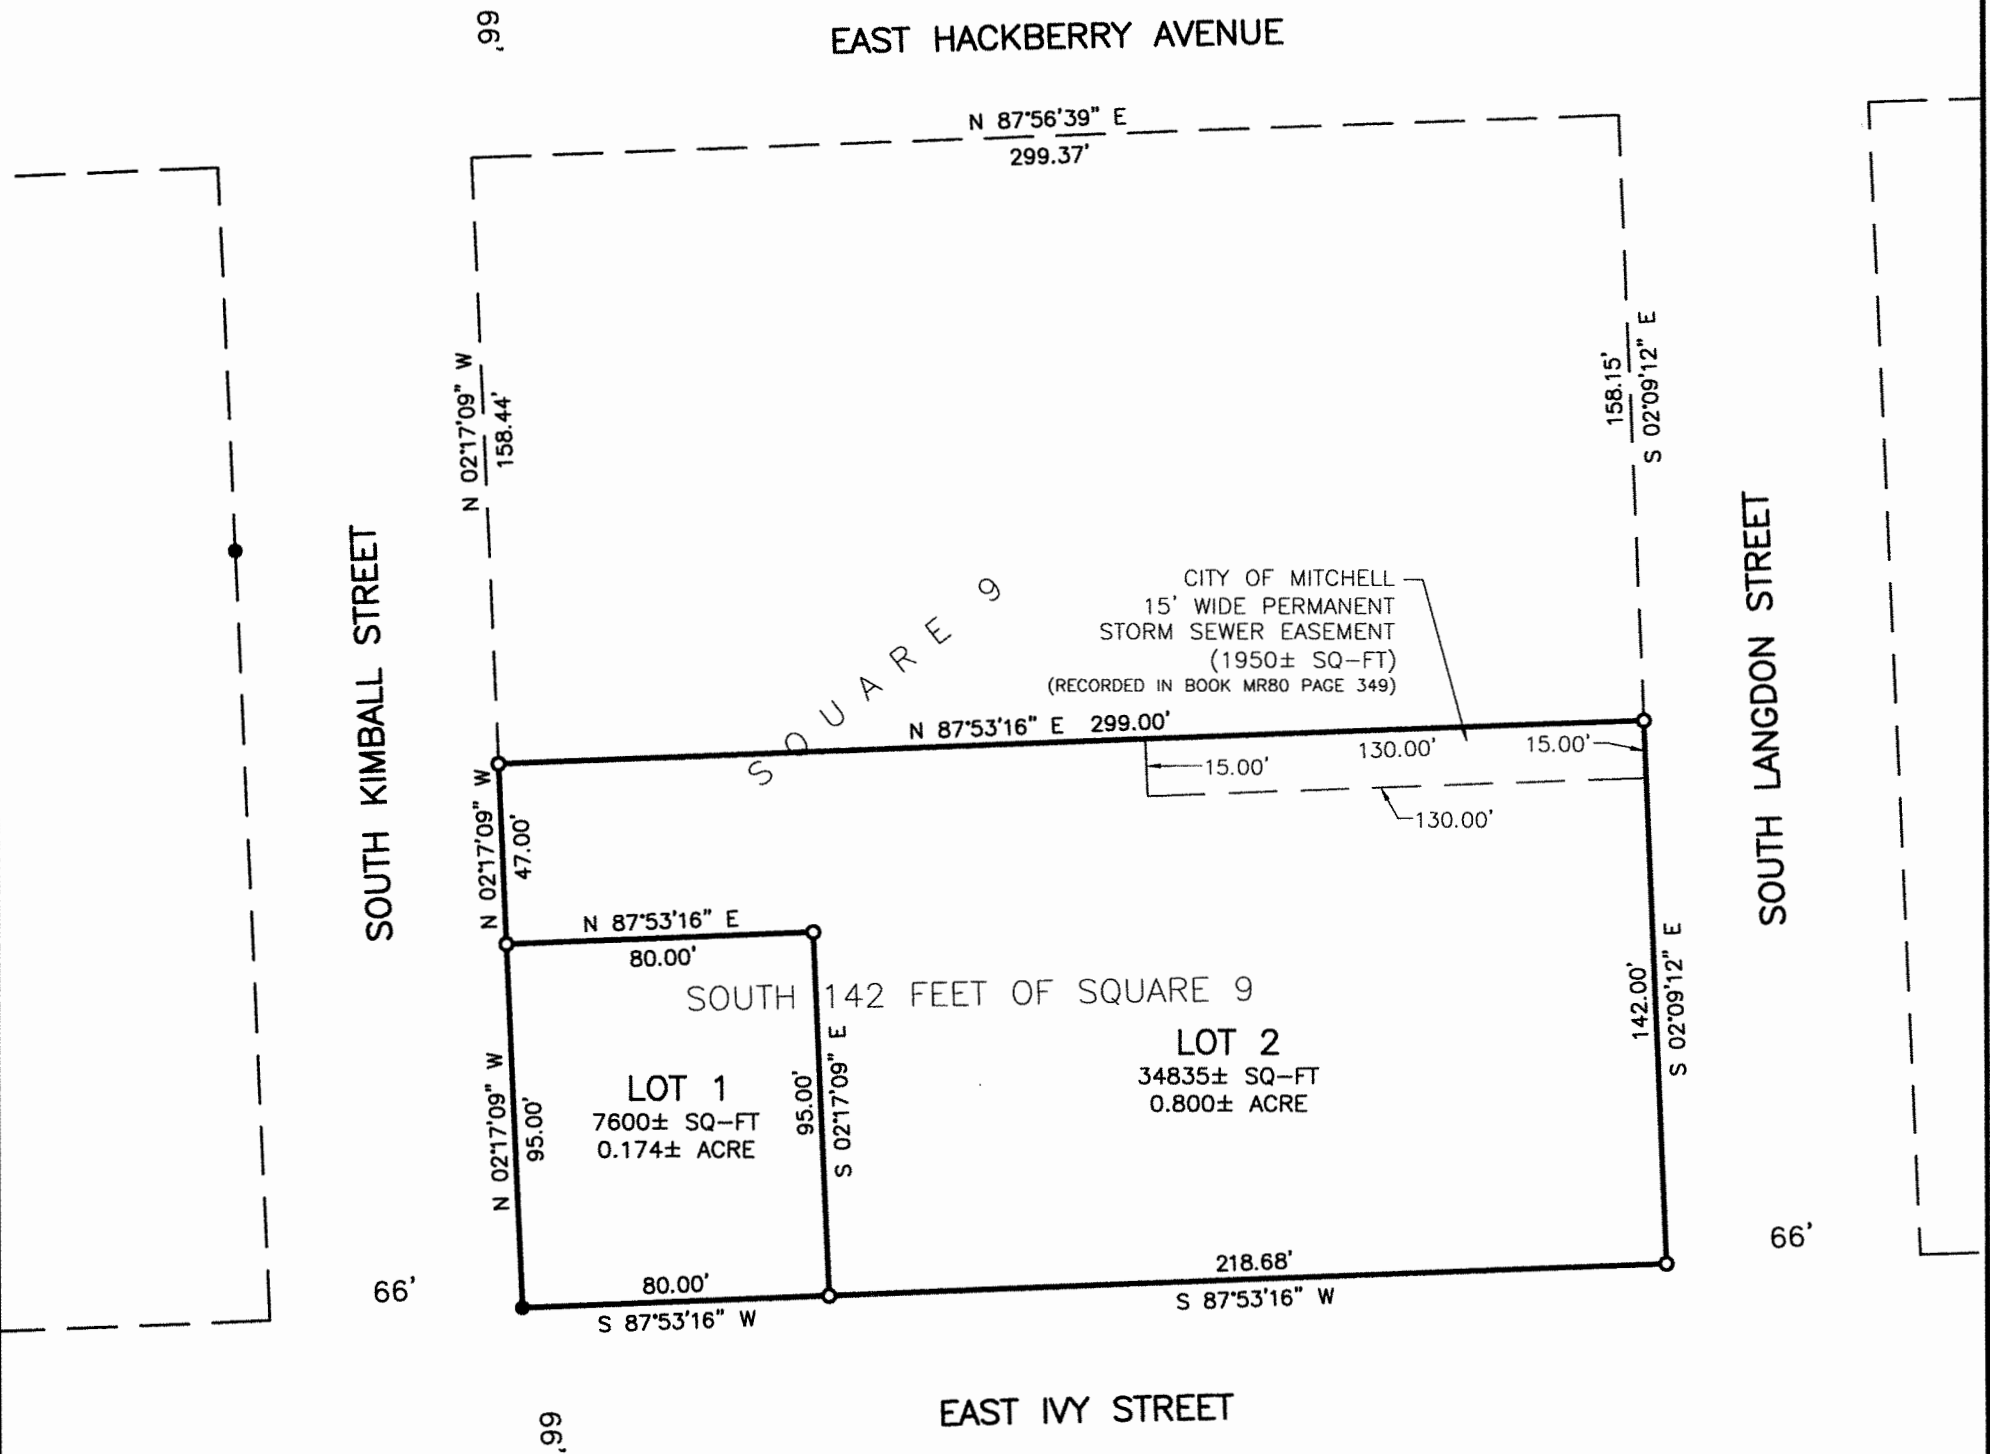 66'
EAST HACKBERRY AVENUE
N 87°56'39" E
299.37'
N 02°17'09" W
158.44'
158.15'
S 02°09'12" E
SOUTH KIMBALL STREET
SOUTH LANGDON STREET
SQUARE 9
CITY OF MITCHELL
15' WIDE PERMANENT
STORM SEWER EASEMENT
(1950± SQ-FT)
(RECORDED IN BOOK MR80 PAGE 349)
N 87°53'16" E 299.00'
15.00'
130.00'
15.00'
130.00'
N 02°17'09" W
47.00'
N 87°53'16" E
80.00'
SOUTH 142 FEET OF SQUARE 9
LOT 1
7600± SQ-FT
0.174± ACRE
LOT 2
34835± SQ-FT
0.800± ACRE
N 02°17'09" W
95.00'
95.00'
S 02°17'09" E
142.00'
S 02°09'12" E
66'
80.00'
S 87°53'16" W
218.68'
S 87°53'16" W
66'
EAST IVY STREET
66'